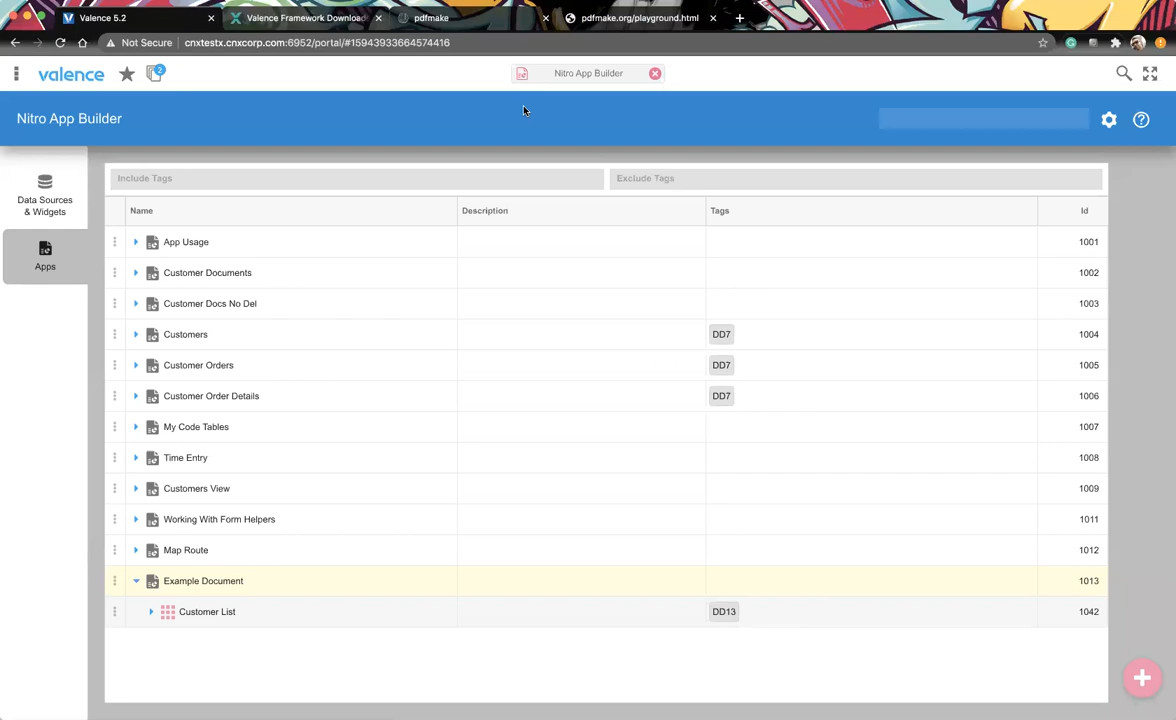 Valence 5.2
Valence Framework Download
pdfmake
pdfmake.org/playground.html
Not Secure
cnxtestx.cnxcorp.com:6952/portal/#15943933664574416
valence
2
Nitro App Builder
Nitro App Builder
Data Sources
& Widgets
Apps
Include Tags
Exclude Tags
Name
Description
Tags
Id
App Usage
1001
Customer Documents
1002
Customer Docs No Del
1003
Customers
DD7
1004
Customer Orders
DD7
1005
Customer Order Details
DD7
1006
My Code Tables
1007
Time Entry
1008
Customers View
1009
Working With Form Helpers
1011
Map Route
1012
Example Document
1013
Customer List
DD13
1042